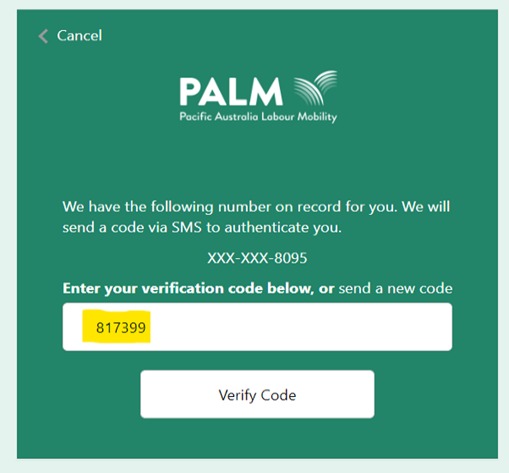 Cancel
PALM
Pacific Australia Labour Mobility
We have the following number on record for you. We will
send a code via SMS to authenticate you.
XXX-XXX-8095
Enter your verification code below, or send a new code
817399
Verify Code